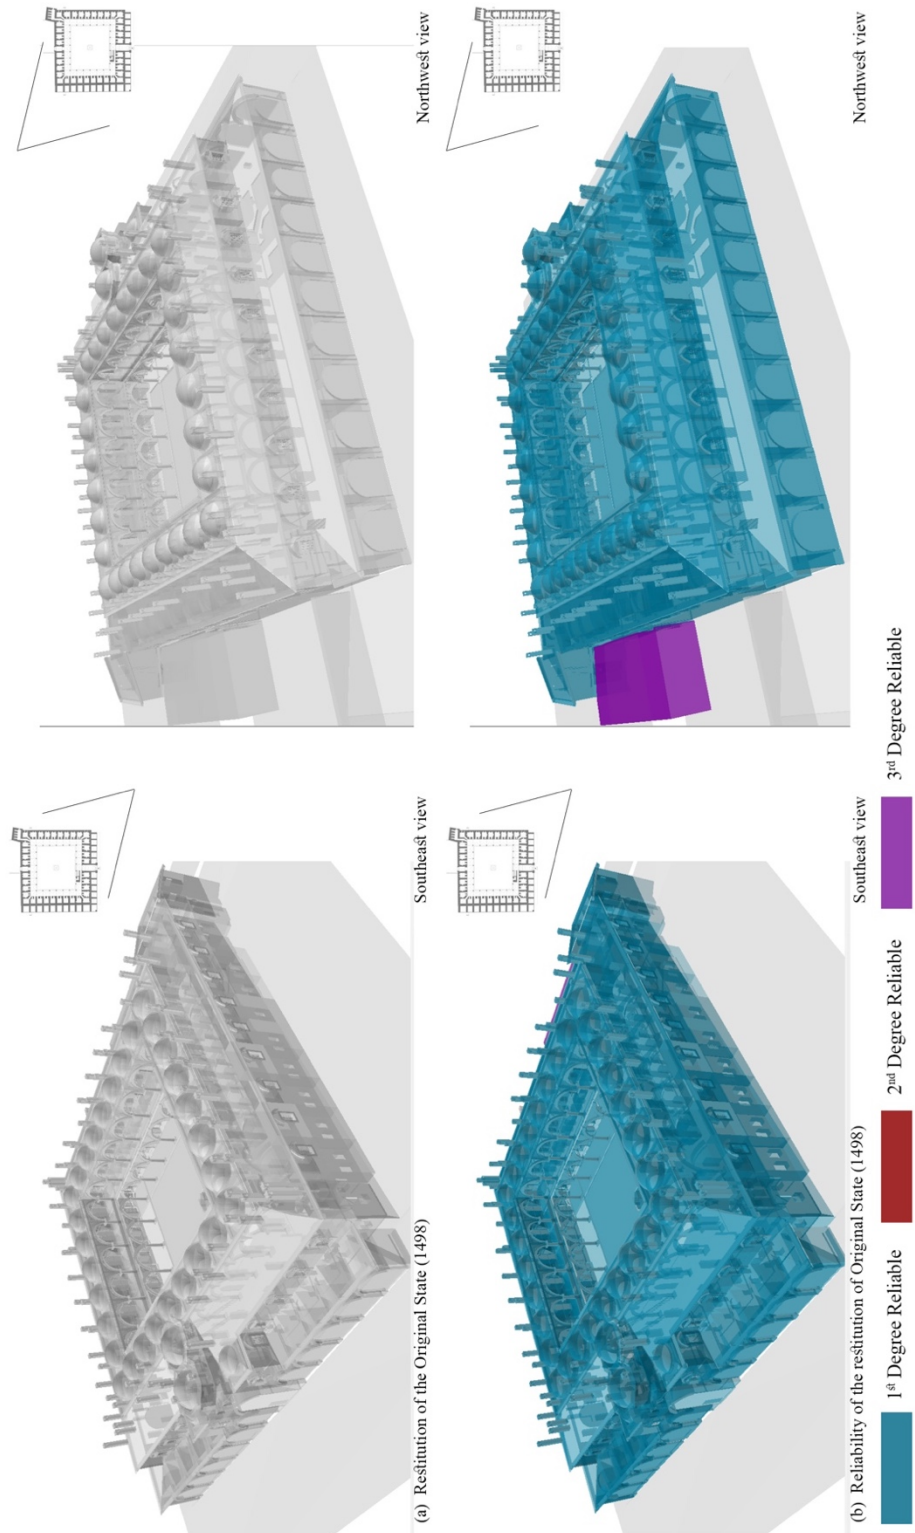 Southeast view
Northwest view
(a) Restitution of the Original State (1498)
Southeast view
Northwest view
(b) Reliability of the restitution of Original State (1498)
1st Degree Reliable
2nd Degree Reliable
3rd Degree Reliable